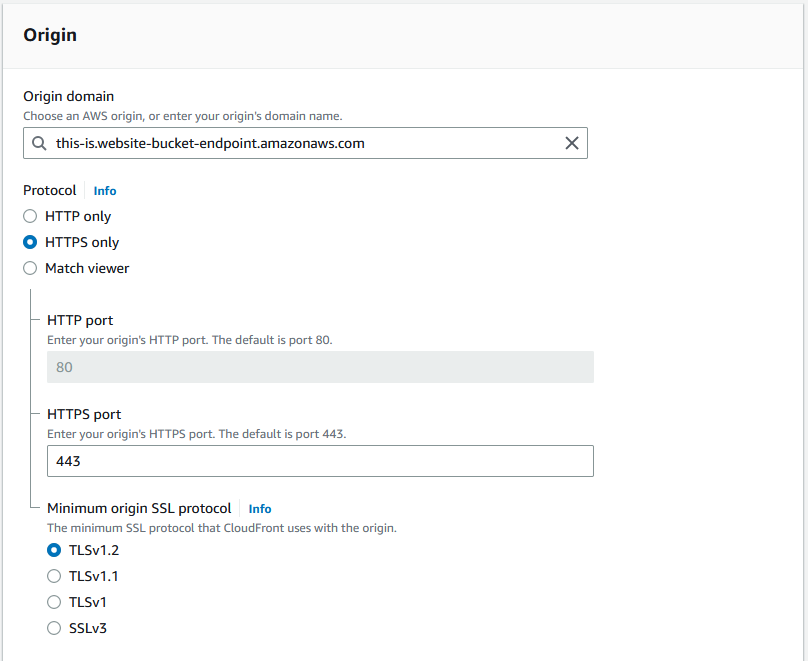 Origin
Origin domain
Choose an AWS origin, or enter your origin's domain name.
this-is.website-bucket-endpoint.amazonaws.com
Protocol Info
HTTP only
HTTPS only
Match viewer
HTTP port
Enter your origin's HTTP port. The default is port 80.
80
HTTPS port
Enter your origin's HTTPS port. The default is port 443.
443
Minimum origin SSL protocol Info
The minimum SSL protocol that CloudFront uses with the origin.
TLSv1.2
TLSv1.1
TLSv1
SSLv3